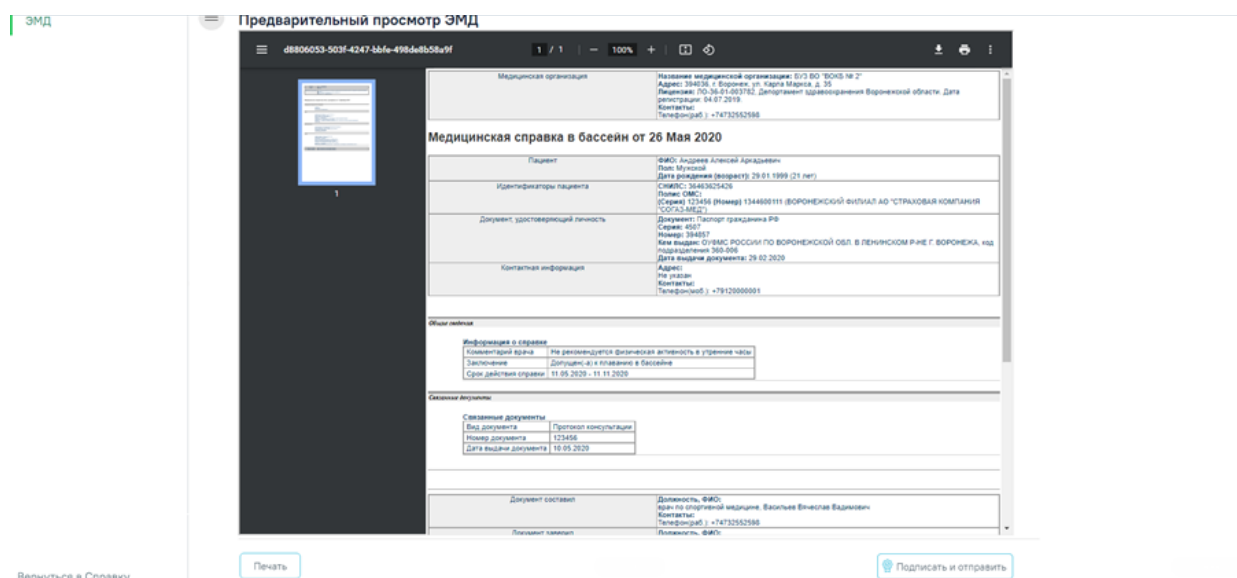 ЭМД
Предварительный просмотр ЭМД
d8806053-503f-4247-bbfe-498de8b58a9f 1 / 1 — 100% +
Медицинская организация
Название медицинской организации: БУЗ ВО "ВОКБ № 2"
Адрес: 394036, г. Воронеж, ул. Карла Маркса, д. 35
Лицензия: ЛО-36-01-003782, Департамент здравоохранения Воронежской области. Дата
регистрации: 04.07.2019.
Контакты:
Телефон(раб.): +74732552598
Медицинская справка в бассейн от 26 Мая 2020
Пациент
ФИО: Андреев Алексей Аркадьевич
Пол: Мужской
Дата рождения (возраст): 29.01.1999 (21 лет)
Идентификаторы пациента
СНИЛС: 36463625426
Полис ОМС:
(Серия) 123456 (Номер) 1344600111 (ВОРОНЕЖСКИЙ ФИЛИАЛ АО "СТРАХОВАЯ КОМПАНИЯ
"СОГАЗ-МЕД")
Документ, удостоверяющий личность
Документ: Паспорт гражданина РФ
Серия: 4507
Номер: 394857
Кем выдан: ОУФМС РОССИИ ПО ВОРОНЕЖСКОЙ ОБЛ. В ЛЕНИНСКОМ Р-НЕ Г. ВОРОНЕЖА, код
подразделения 360-006
Дата выдачи документа: 29.02.2020
Контактная информация
Адрес:
Не указан
Контакты:
Телефон(моб.): +79120000001
1
Общие сведения
Информация о справке
Комментарий врача Не рекомендуется физическая активность в утренние часы
Заключение Допущен(-а) к плаванию в бассейне
Срок действия справки 11.05.2020 - 11.11.2020
Связанные документы
Связанные документы
Вид документа Протокол консультации
Номер документа 123456
Дата выдачи документа 10.05.2020
Документ составил
Должность, ФИО:
врач по спортивной медицине, Васильев Вячеслав Вадимович
Контакты:
Телефон(раб.): +74732552598
Документ заверил Должность, ФИО:
Печать
Подписать и отправить
Вернуться в Справку